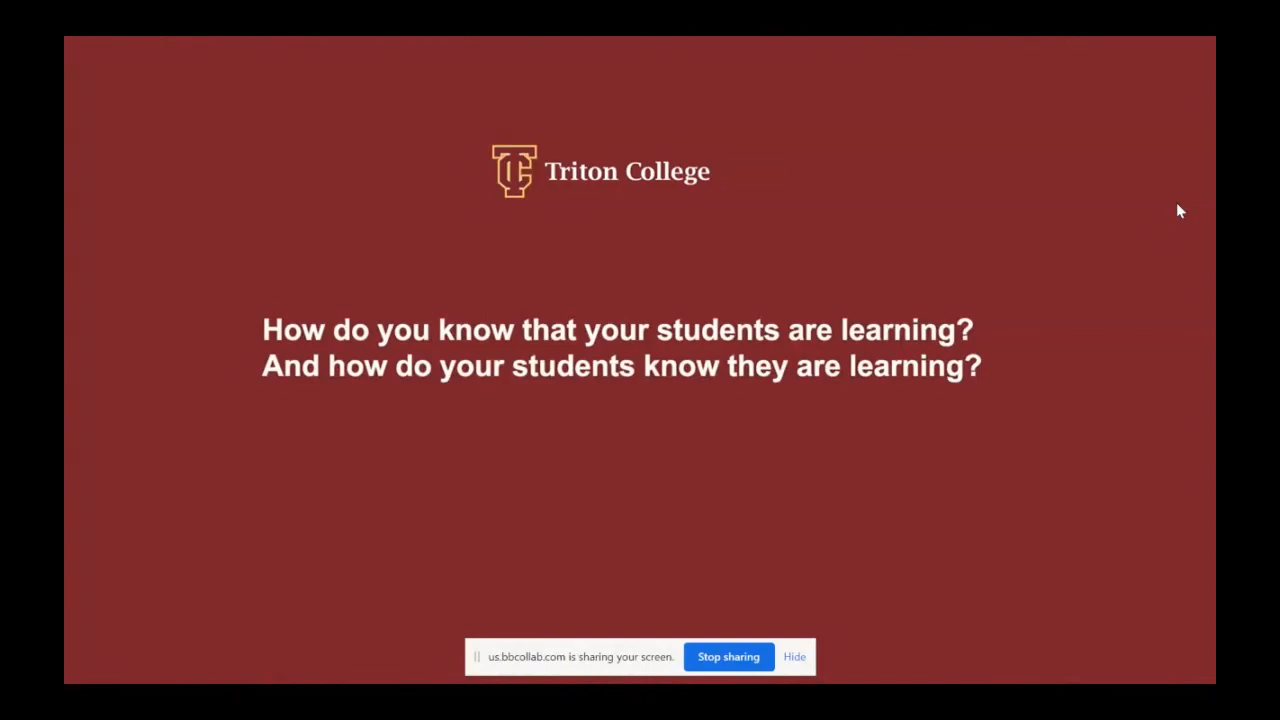 TC Triton College
How do you know that your students are learning?
And how do your students know they are learning?
us.bbcollab.com is sharing your screen. Stop sharing Hide